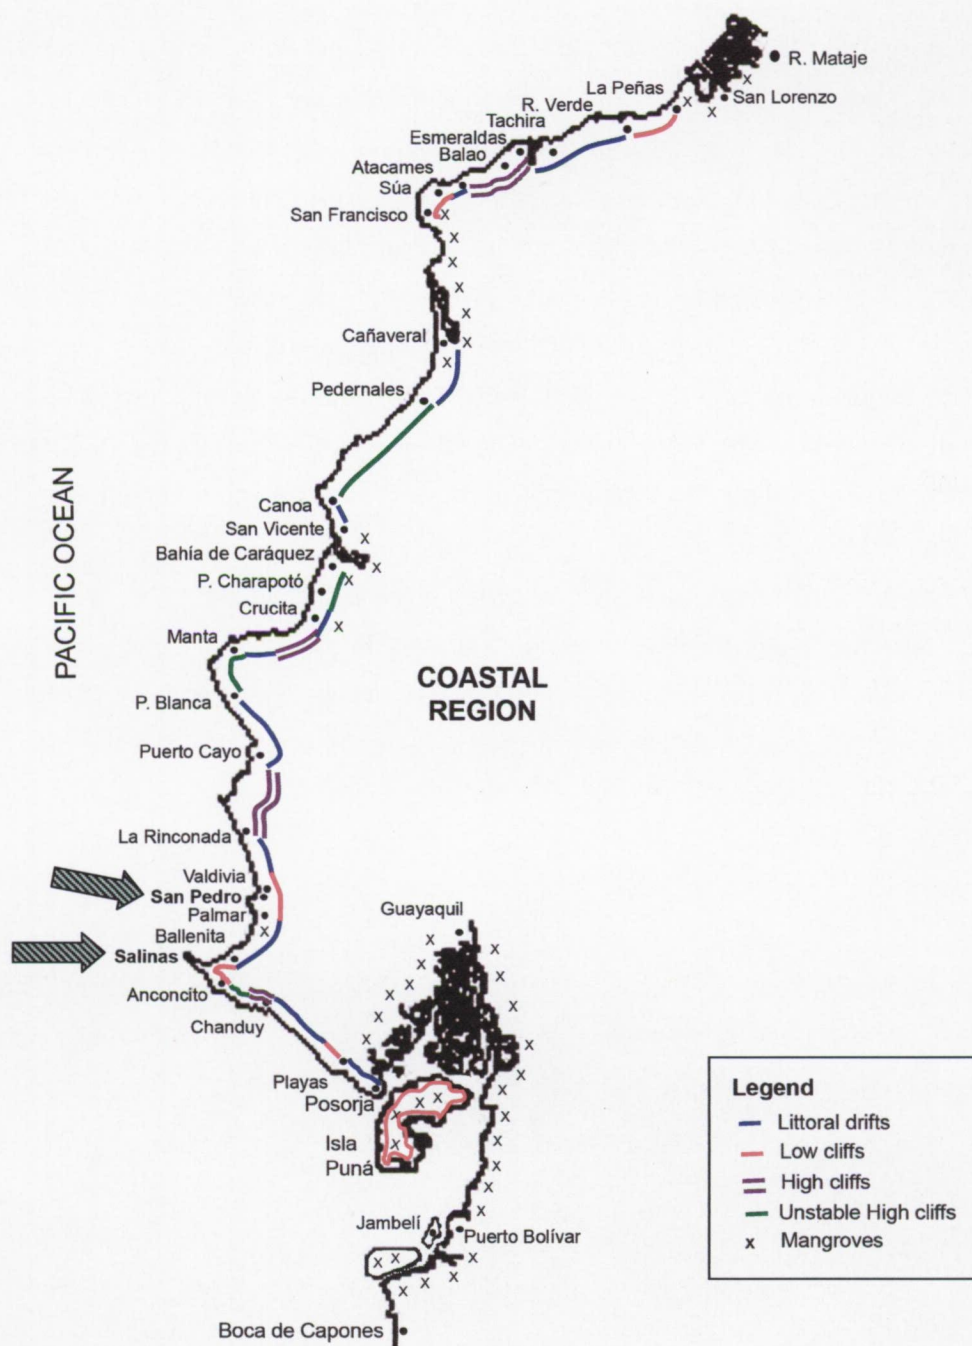 R. Mataje
La Peñas
San Lorenzo
R. Verde
Tachira
Esmeraldas
Balao
Atacames
Súa
San Francisco
Cañaveral
Pedernales
PACIFIC OCEAN
Canoa
San Vicente
Bahía de Caráquez
P. Charapotó
Crucita
Manta
COASTAL
REGION
P. Blanca
Puerto Cayo
La Rinconada
Valdivia
San Pedro
Palmar
Guayaquil
Ballenita
Salinas
Anconcito
Chanduy
Playas
Posorja
Isla
Puná
Jambelí
Puerto Bolívar
Boca de Capones
Legend
Littoral drifts
Low cliffs
High cliffs
Unstable High cliffs
x Mangroves